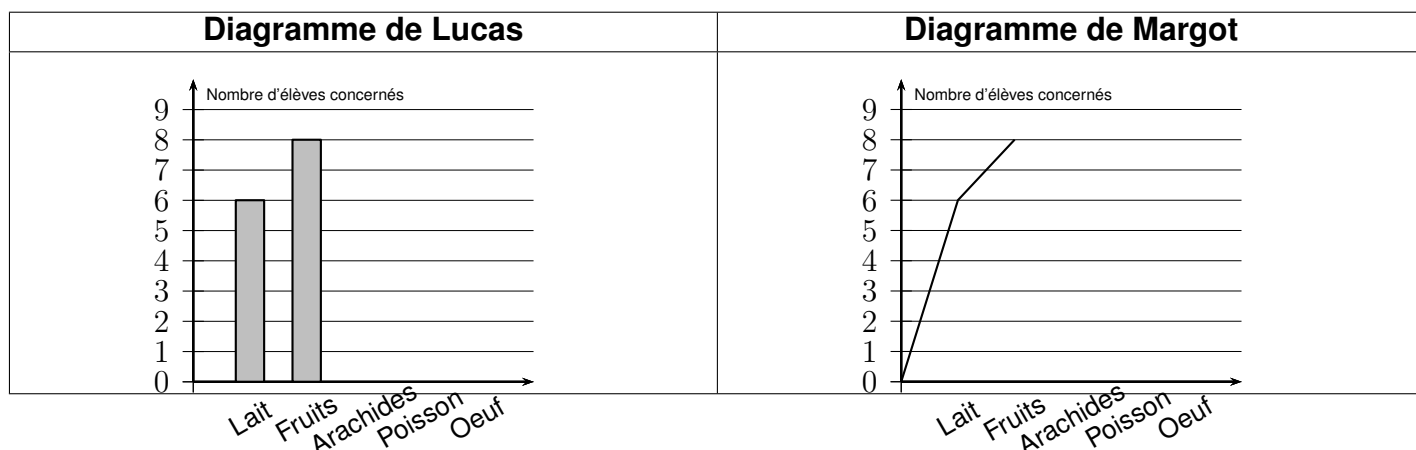 Diagramme de Lucas
Diagramme de Margot
Nombre d'élèves concernés
9
8
7
6
5
4
3
2
1
0
Lait
Fruits
Arachides
Poisson
Oeuf
Nombre d'élèves concernés
9
8
7
6
5
4
3
2
1
0
Lait
Fruits
Arachides
Poisson
Oeuf